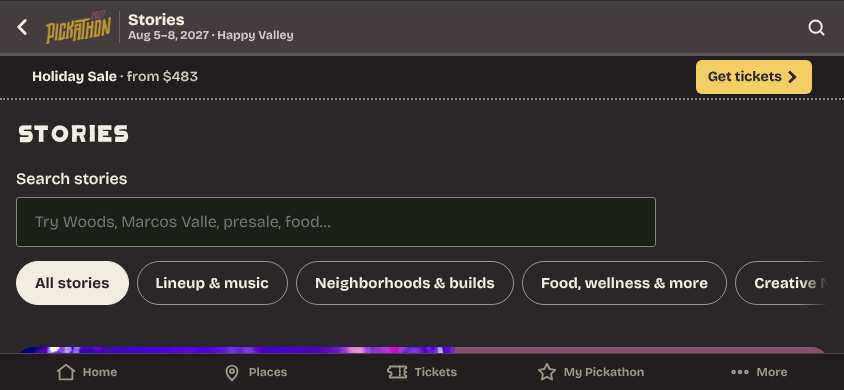 PICKATHON
Stories
Aug 5–8, 2027 · Happy Valley
Holiday Sale · from $483
Get tickets
STORIES
Search stories
Try Woods, Marcos Valle, presale, food...
All stories
Lineup & music
Neighborhoods & builds
Food, wellness & more
Creative
Home
Places
Tickets
My Pickathon
More